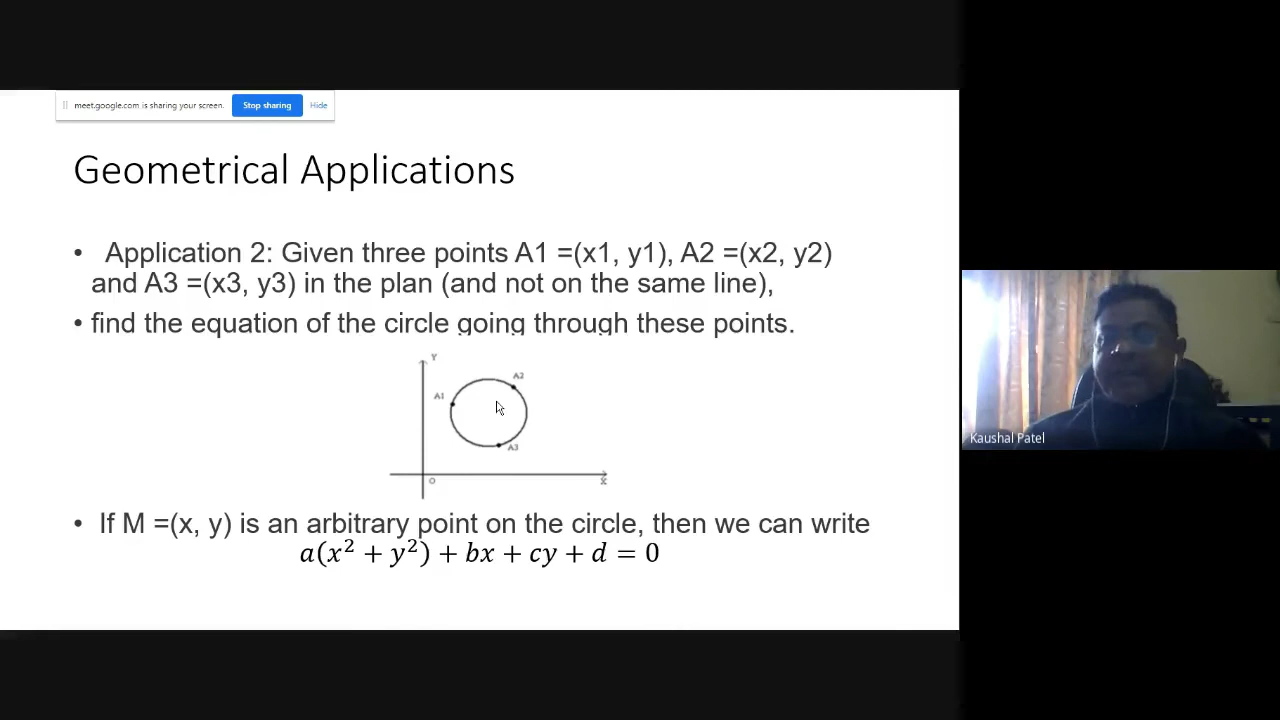 meet.google.com is sharing your screen. Stop sharing Hide
Geometrical Applications
• Application 2: Given three points A1 =(x1, y1), A2 =(x2, y2)
and A3 =(x3, y3) in the plan (and not on the same line),
• find the equation of the circle going through these points.
Y
A2
A1
A3
O
X
• If M =(x, y) is an arbitrary point on the circle, then we can write
a(x² + y²) + bx + cy + d = 0
Kaushal Patel